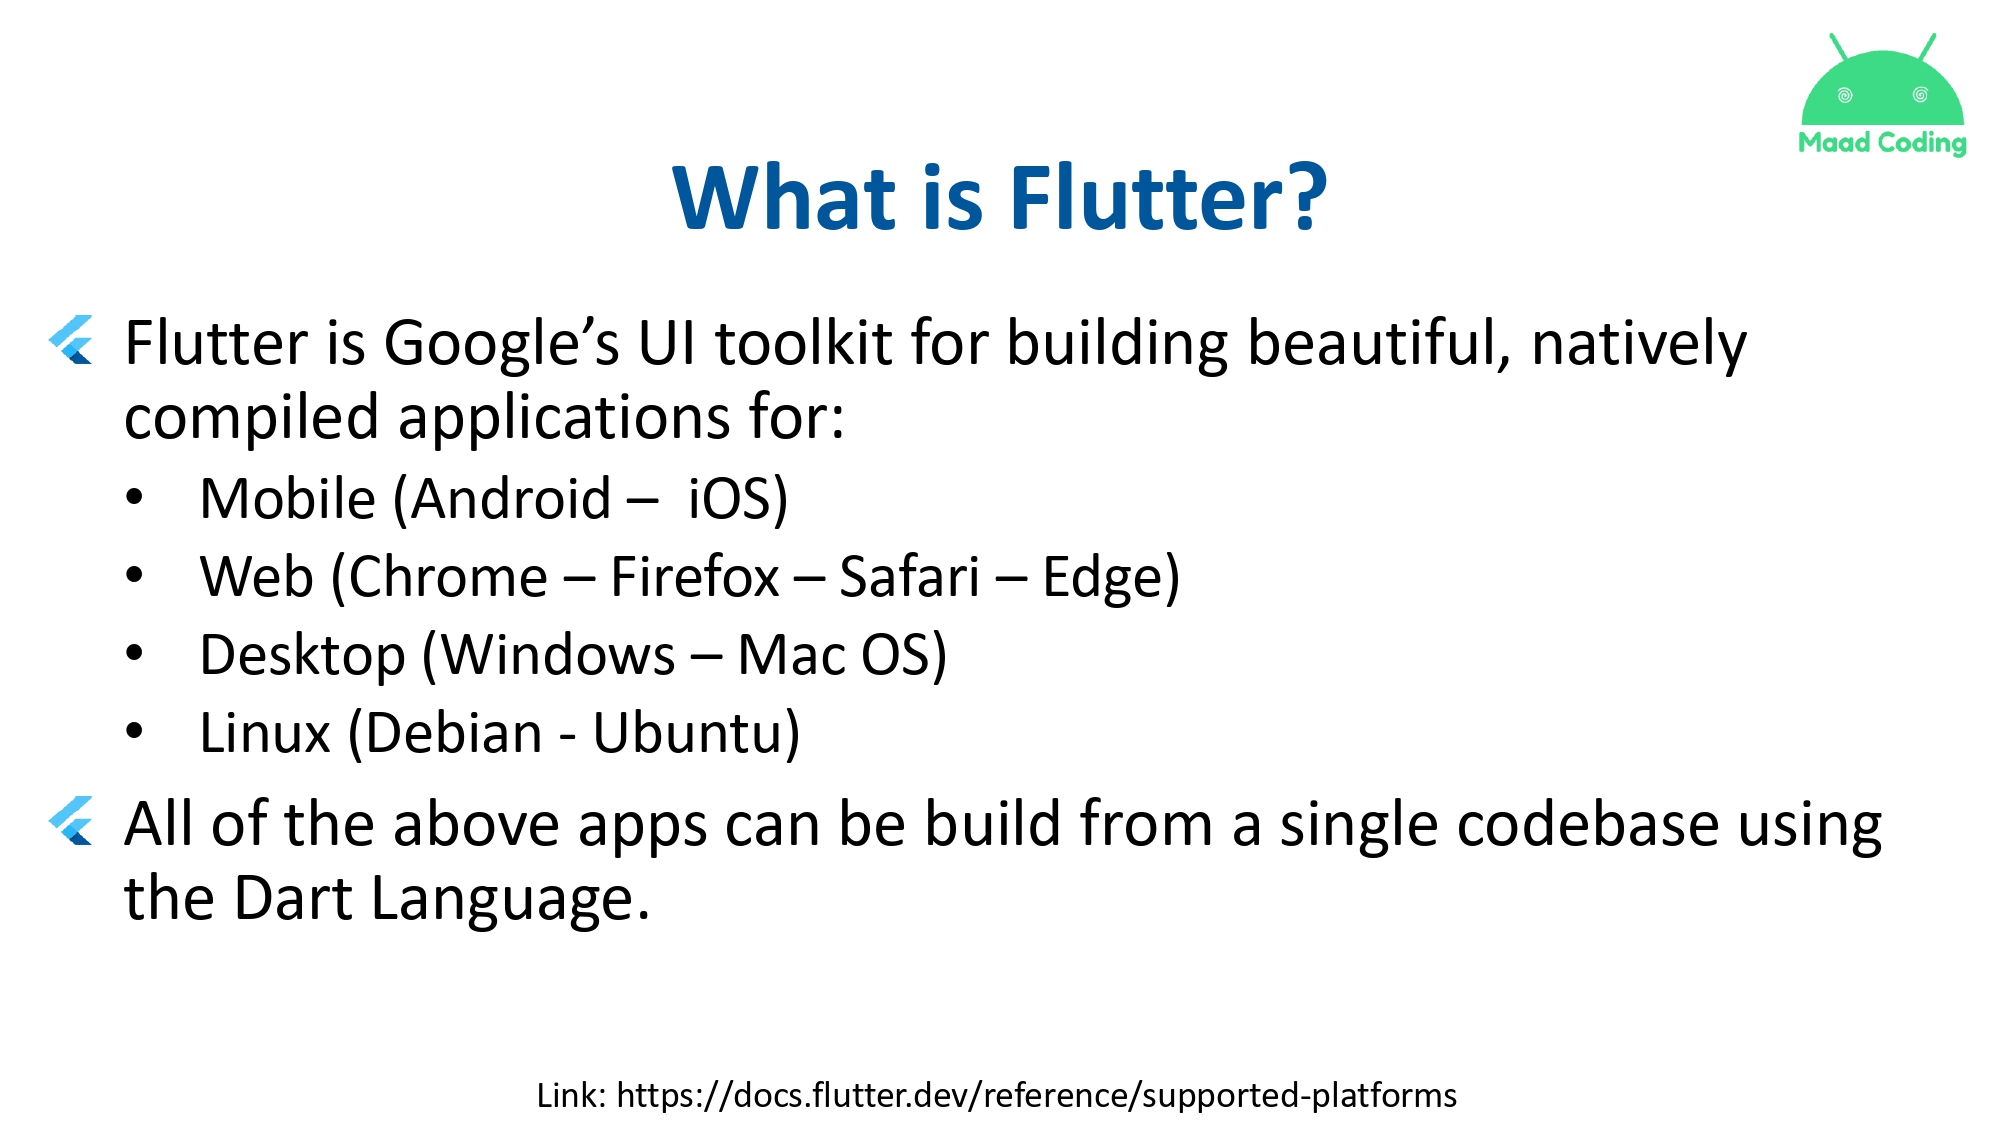 Maad Coding
What is Flutter?
Flutter is Google’s UI toolkit for building beautiful, natively
compiled applications for:
• Mobile (Android –  iOS)
• Web (Chrome – Firefox – Safari – Edge)
• Desktop (Windows – Mac OS)
• Linux (Debian - Ubuntu)
All of the above apps can be build from a single codebase using
the Dart Language.
Link: https://docs.flutter.dev/reference/supported-platforms